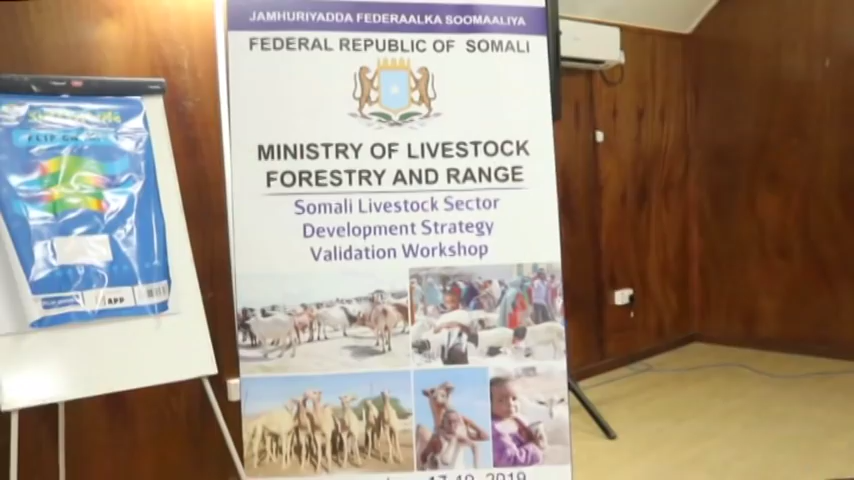 JAMHURIYADDA FEDERAALKA SOOMAALIYA
FEDERAL REPUBLIC OF SOMALI
MINISTRY OF LIVESTOCK
FORESTRY AND RANGE
Somali Livestock Sector
Development Strategy
Validation Workshop
2019